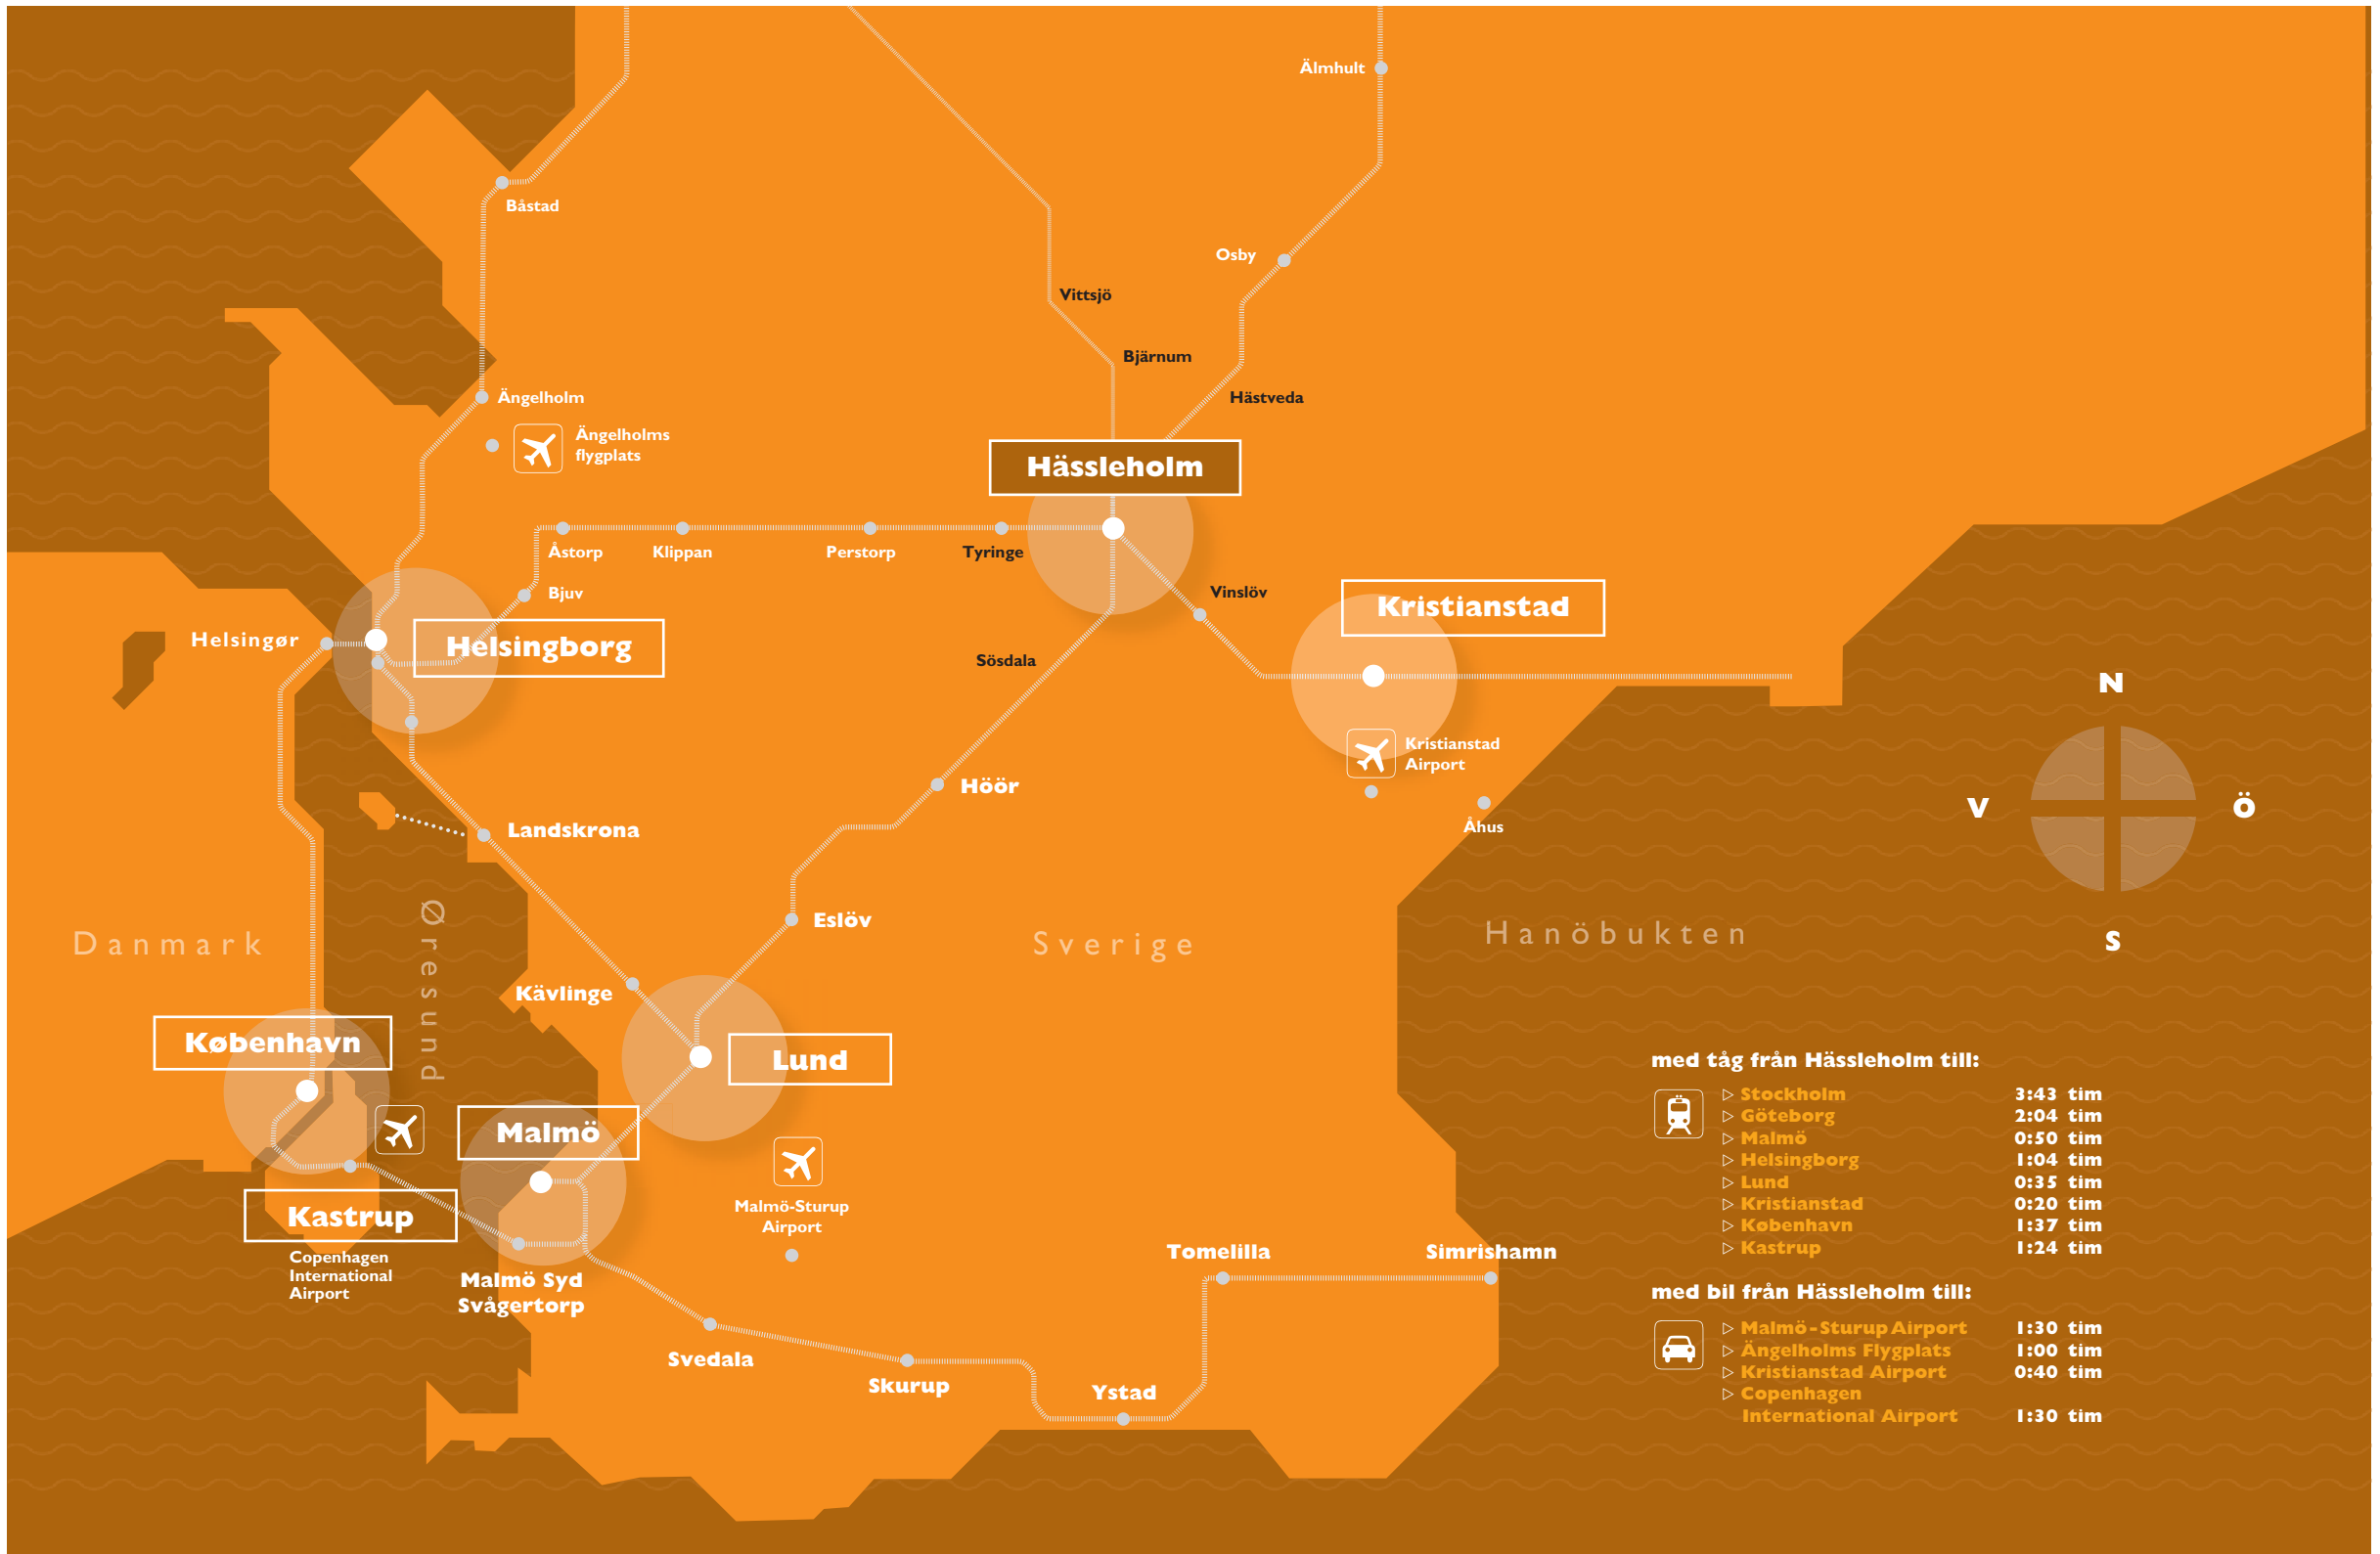 Älmhult
Båstad
Osby
Vittsjö
Bjärnum
Ängelholm
Hästveda
Ängelholms
flygplats
Hässleholm
Åstorp
Klippan
Perstorp
Tyringe
Bjuv
Vinslöv
Kristianstad
Helsingør
Helsingborg
Sösdala
N
Kristianstad
Airport
Höör
V
Ö
Landskrona
Åhus
Eslöv
Danmark
Øresund
Sverige
Hanöbukten
S
Kävlinge
København
Lund
Malmö
Kastrup
Copenhagen
International
Airport
Malmö-Sturup
Airport
Malmö Syd
Svågertorp
Tomelilla
Simrishamn
Svedala
Skurup
Ystad
med tåg från Hässleholm till:
▷ Stockholm 3:43 tim
▷ Göteborg 2:04 tim
▷ Malmö 0:50 tim
▷ Helsingborg 1:04 tim
▷ Lund 0:35 tim
▷ Kristianstad 0:20 tim
▷ København 1:37 tim
▷ Kastrup 1:24 tim
med bil från Hässleholm till:
▷ Malmö-Sturup Airport 1:30 tim
▷ Ängelholms Flygplats 1:00 tim
▷ Kristianstad Airport 0:40 tim
▷ Copenhagen
International Airport 1:30 tim